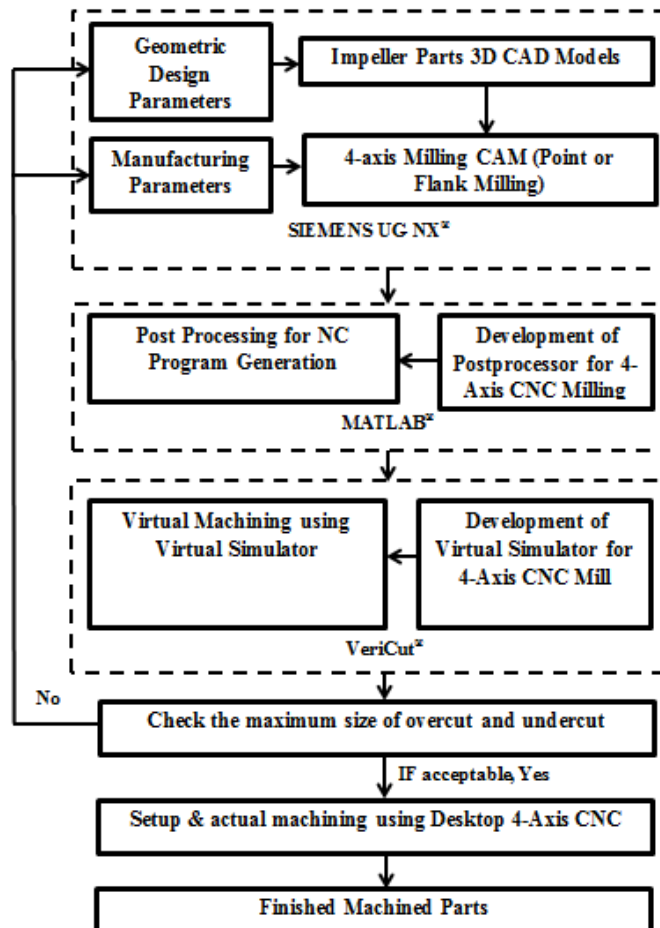 Geometric
Design
Parameters
Impeller Parts 3D CAD Models
Manufacturing
Parameters
4-axis Milling CAM (Point or
Flank Milling)
SIEMENS UG NX
Post Processing for NC
Program Generation
Development of
Postprocessor for 4-
Axis CNC Milling
MATLAB
Virtual Machining using
Virtual Simulator
Development of
Virtual Simulator for
4-Axis CNC Mill
VeriCut
No
Check the maximum size of overcut and undercut
IF acceptable, Yes
Setup & actual machining using Desktop 4-Axis CNC
Finished Machined Parts